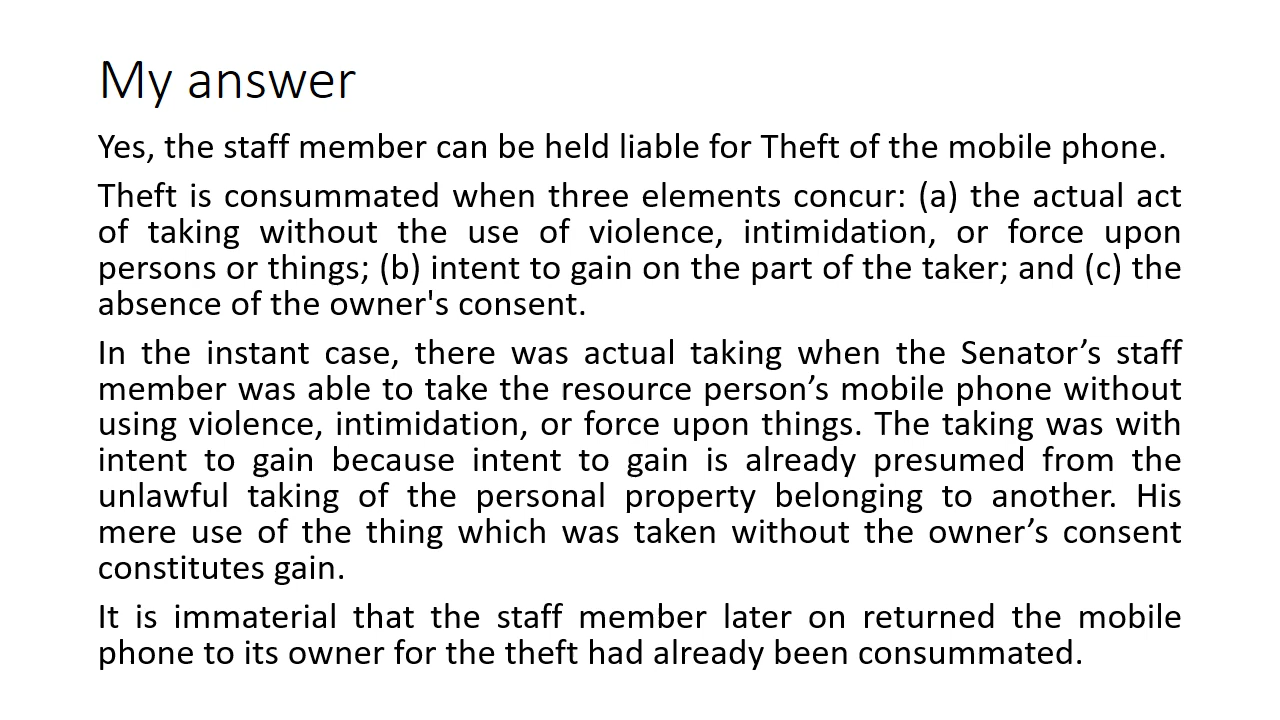 My answer
Yes, the staff member can be held liable for Theft of the mobile phone.
Theft is consummated when three elements concur: (a) the actual act
of taking without the use of violence, intimidation, or force upon
persons or things; (b) intent to gain on the part of the taker; and (c) the
absence of the owner's consent.
In the instant case, there was actual taking when the Senator’s staff
member was able to take the resource person’s mobile phone without
using violence, intimidation, or force upon things. The taking was with
intent to gain because intent to gain is already presumed from the
unlawful taking of the personal property belonging to another. His
mere use of the thing which was taken without the owner’s consent
constitutes gain.
It is immaterial that the staff member later on returned the mobile
phone to its owner for the theft had already been consummated.